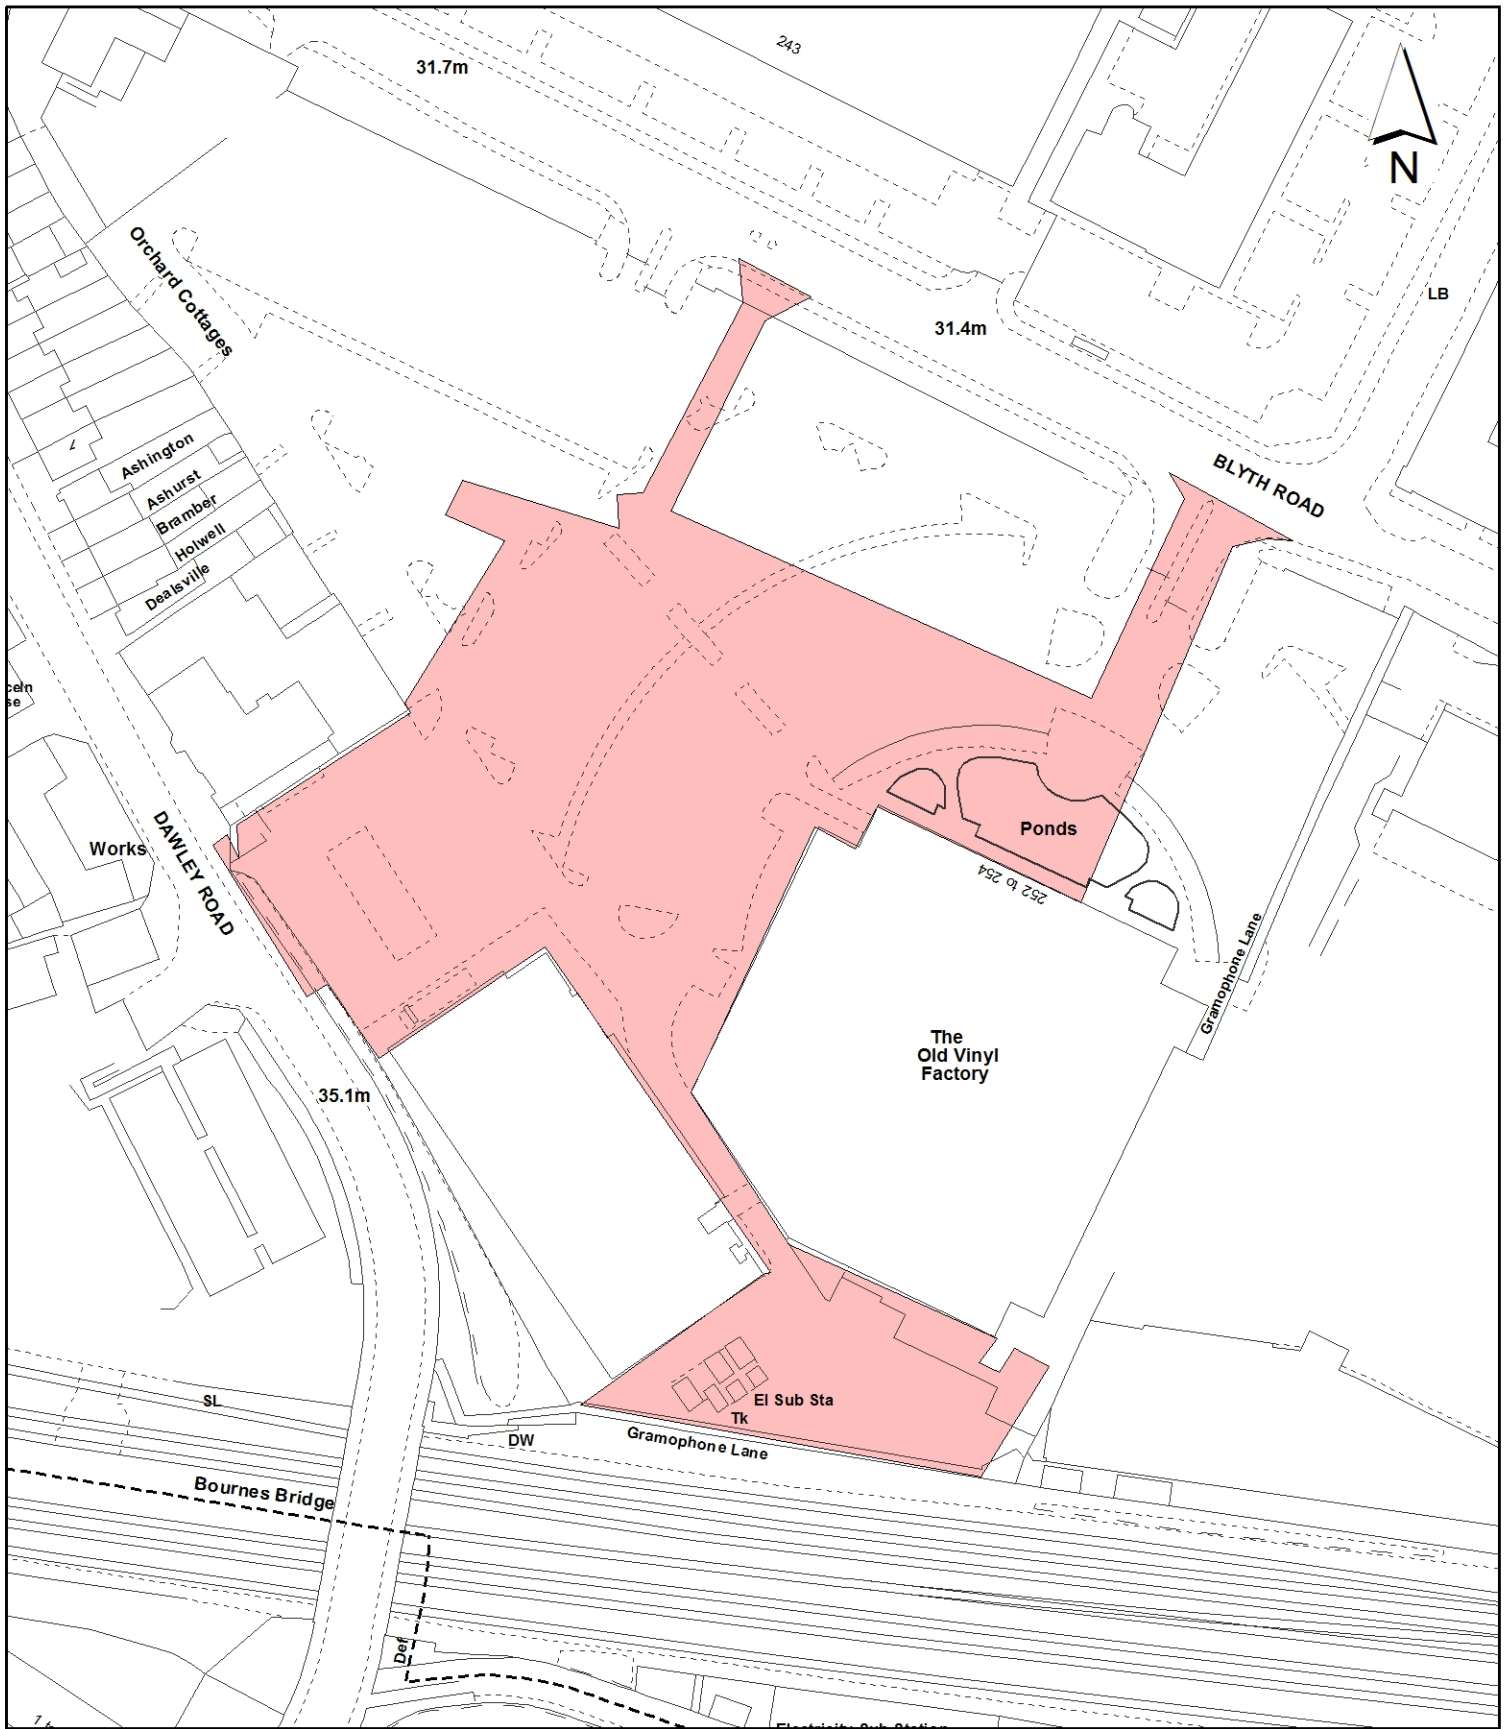 243
31.7m
N
Orchard Cottages
LB
31.4m
7
Ashington
Ashurst
Bramber
Holwell
Dealsville
BLYTH ROAD
DAWLEY ROAD
Works
Ponds
252 to 254
Gramophone Lane
The
Old Vinyl
Factory
35.1m
SL
El Sub Sta
Tk
DW
Gramophone Lane
Bournes Bridge
Def